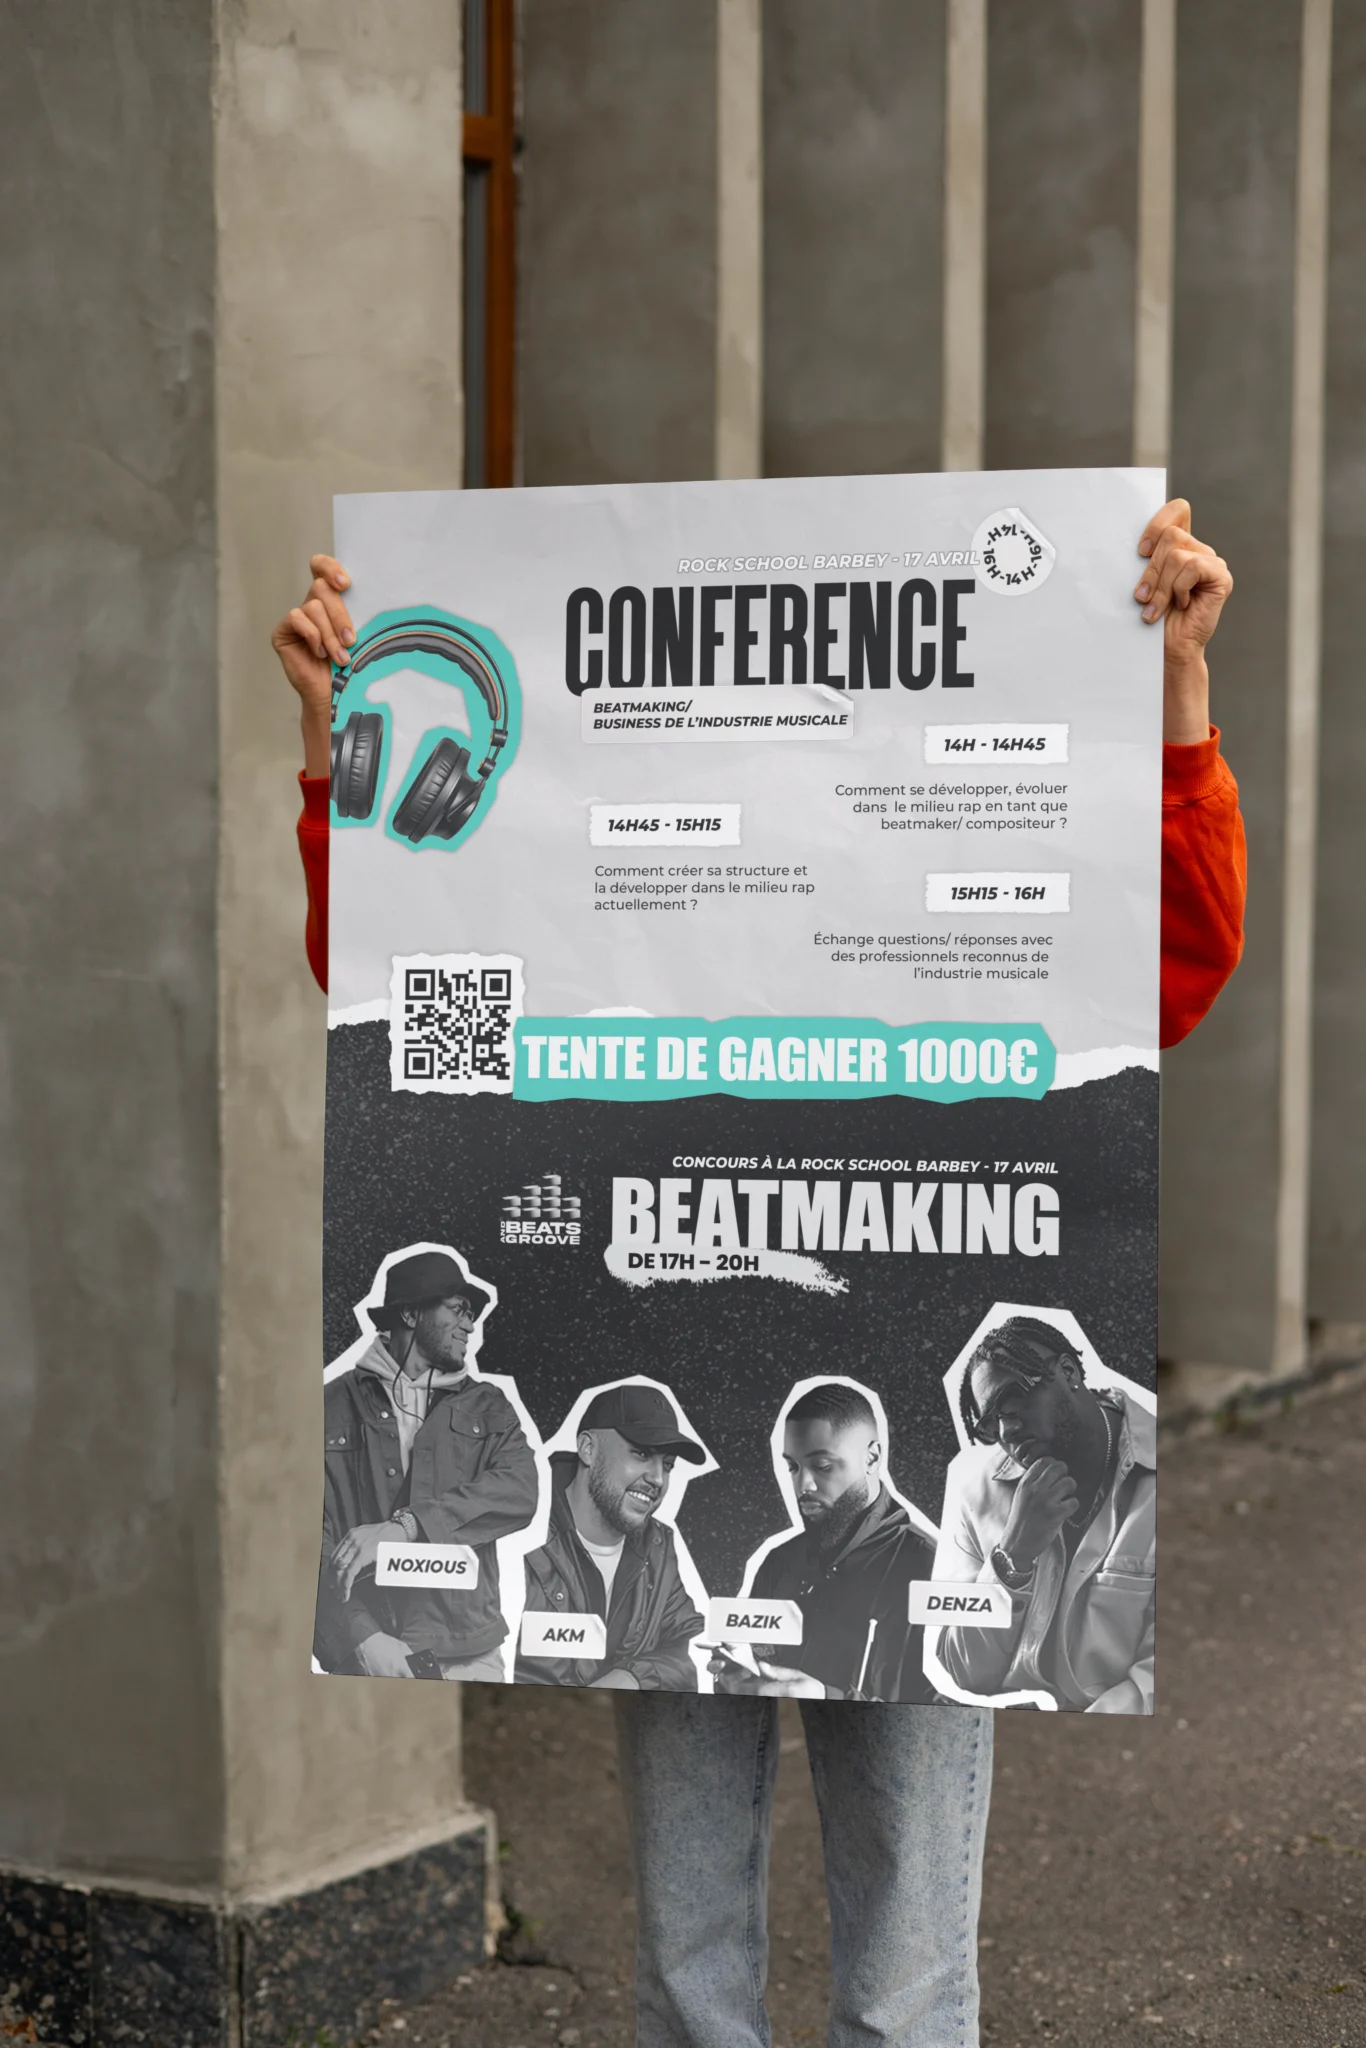 ROCK SCHOOL BARBEY - 17 AVRIL
14H-16H-14H-16H-
CONFERENCE
BEATMAKING/
BUSINESS DE L'INDUSTRIE MUSICALE
14H - 14H45
Comment se développer, évoluer
dans le milieu rap en tant que
beatmaker/ compositeur ?
14H45 - 15H15
Comment créer sa structure et
la développer dans le milieu rap
actuellement ?
15H15 - 16H
Échange questions/ réponses avec
des professionnels reconnus de
l'industrie musicale
TENTE DE GAGNER 1000€
CONCOURS À LA ROCK SCHOOL BARBEY - 17 AVRIL
BEATMAKING
AND BEATS
GROOVE
DE 17H – 20H
NOXIOUS
AKM
BAZIK
DENZA